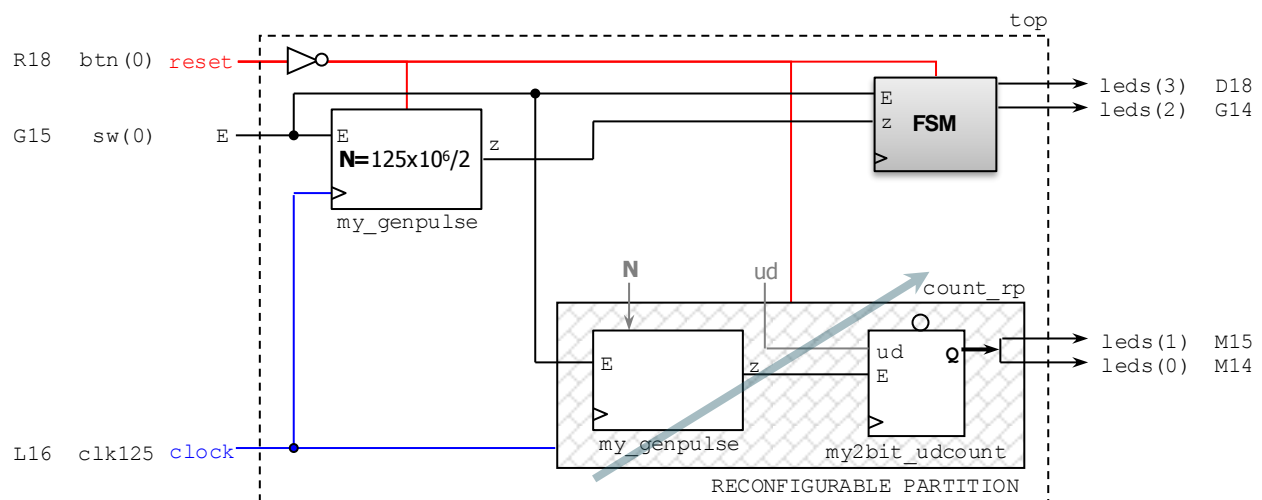 top
R18 btn(0) reset
leds(3) D18
E
leds(2) G14
z
FSM
G15 sw(0) E
E
z
N=125x10⁶/2
my_genpulse
N
ud
count_rp
leds(1) M15
ud
Q
E
z
E
leds(0) M14
my_genpulse
my2bit_udcount
L16 clk125 clock
RECONFIGURABLE PARTITION